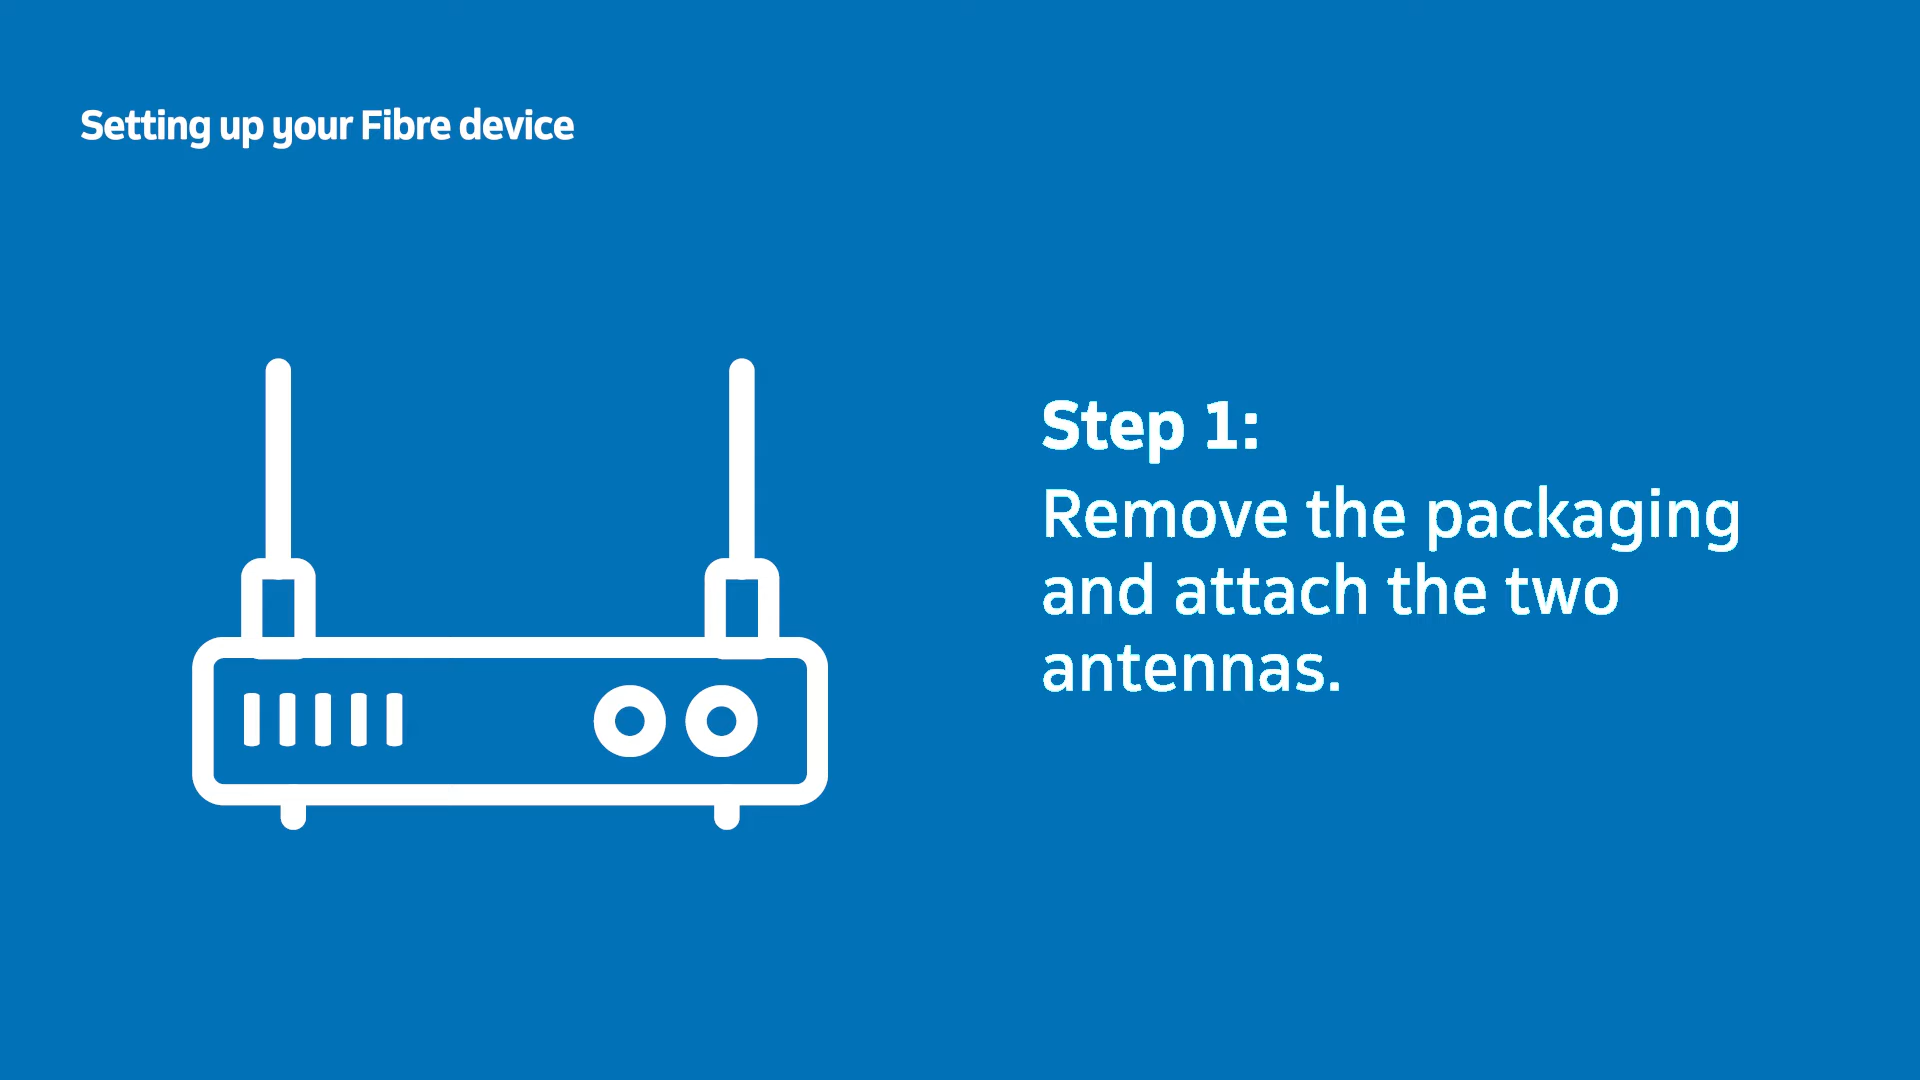 Setting up your Fibre device
Step 1:
Remove the packaging
and attach the two
antennas.